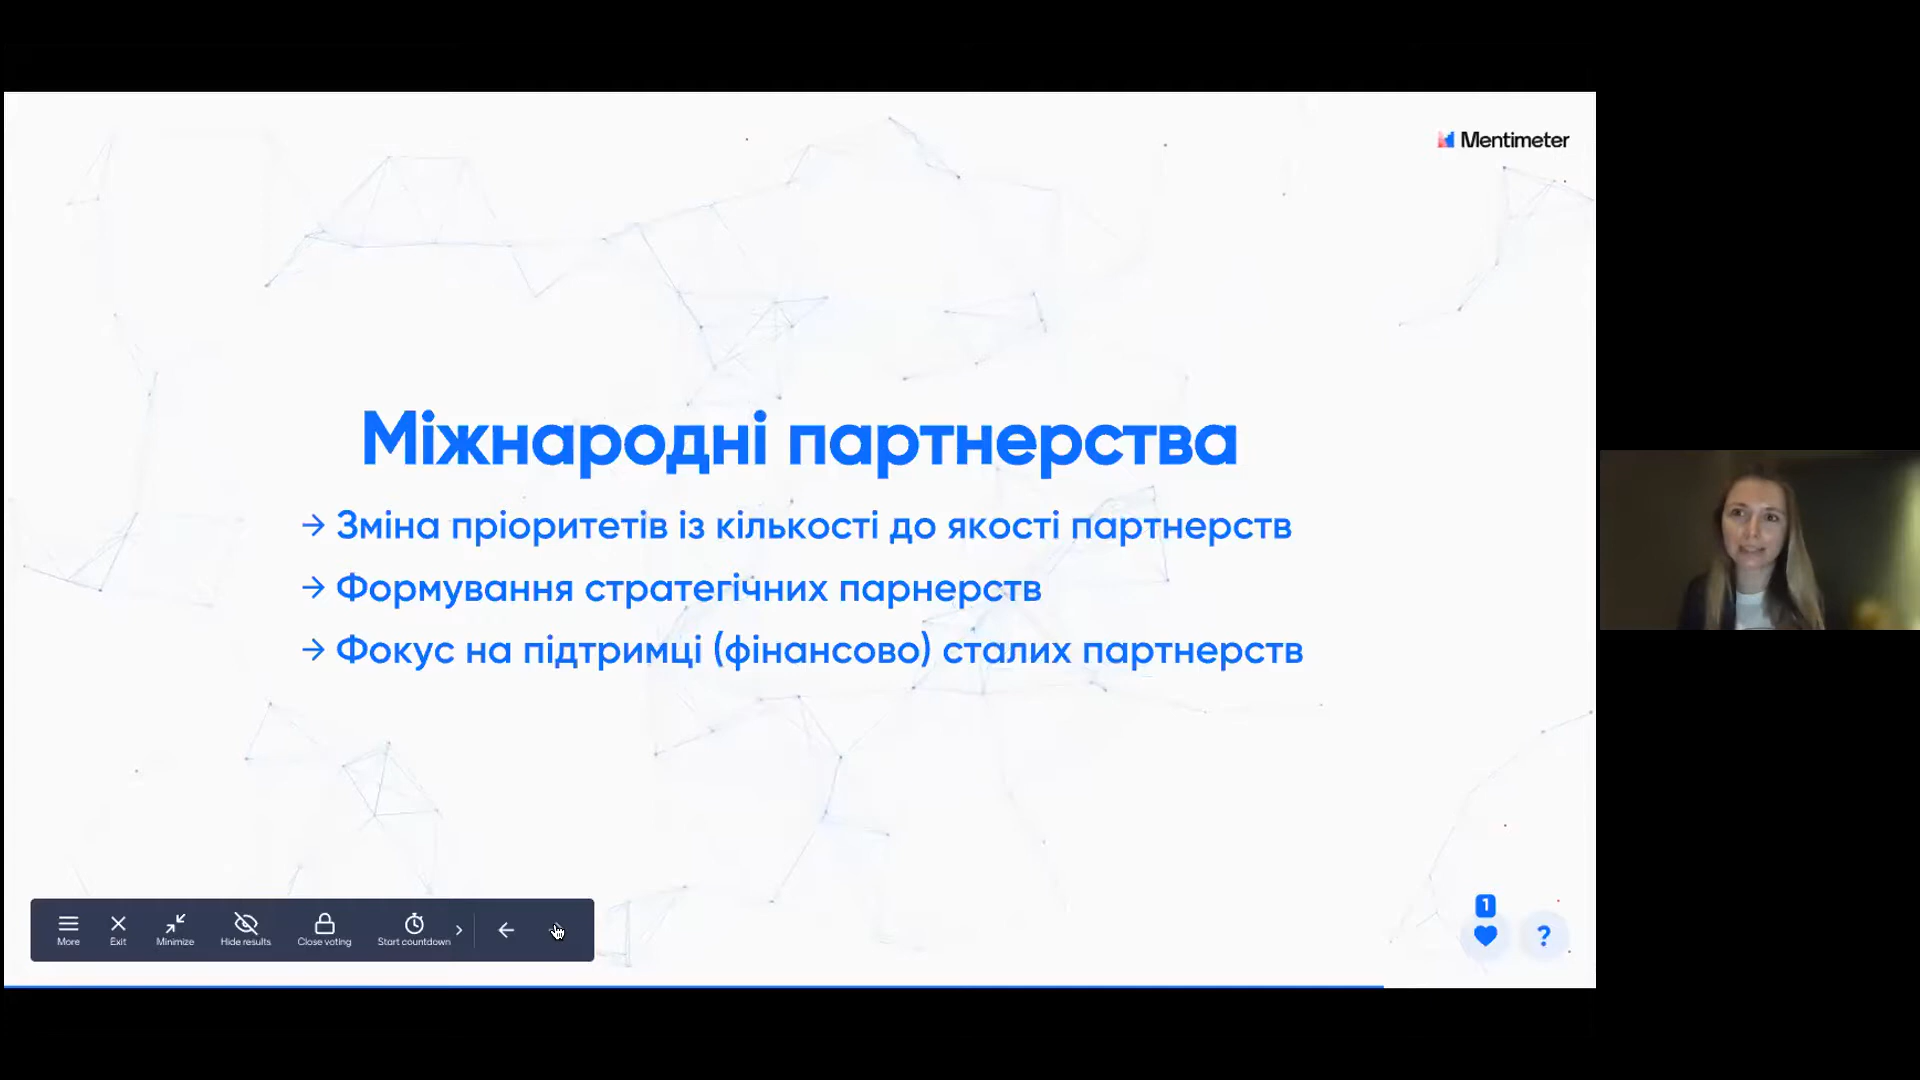 Mentimeter
Міжнародні партнерства
→ Зміна пріоритетів із кількості до якості партнерств
→ Формування стратегічних парнерств
→ Фокус на підтримці (фінансово) сталих партнерств
More Exit Minimize Hide results Close voting Start countdown
1
?